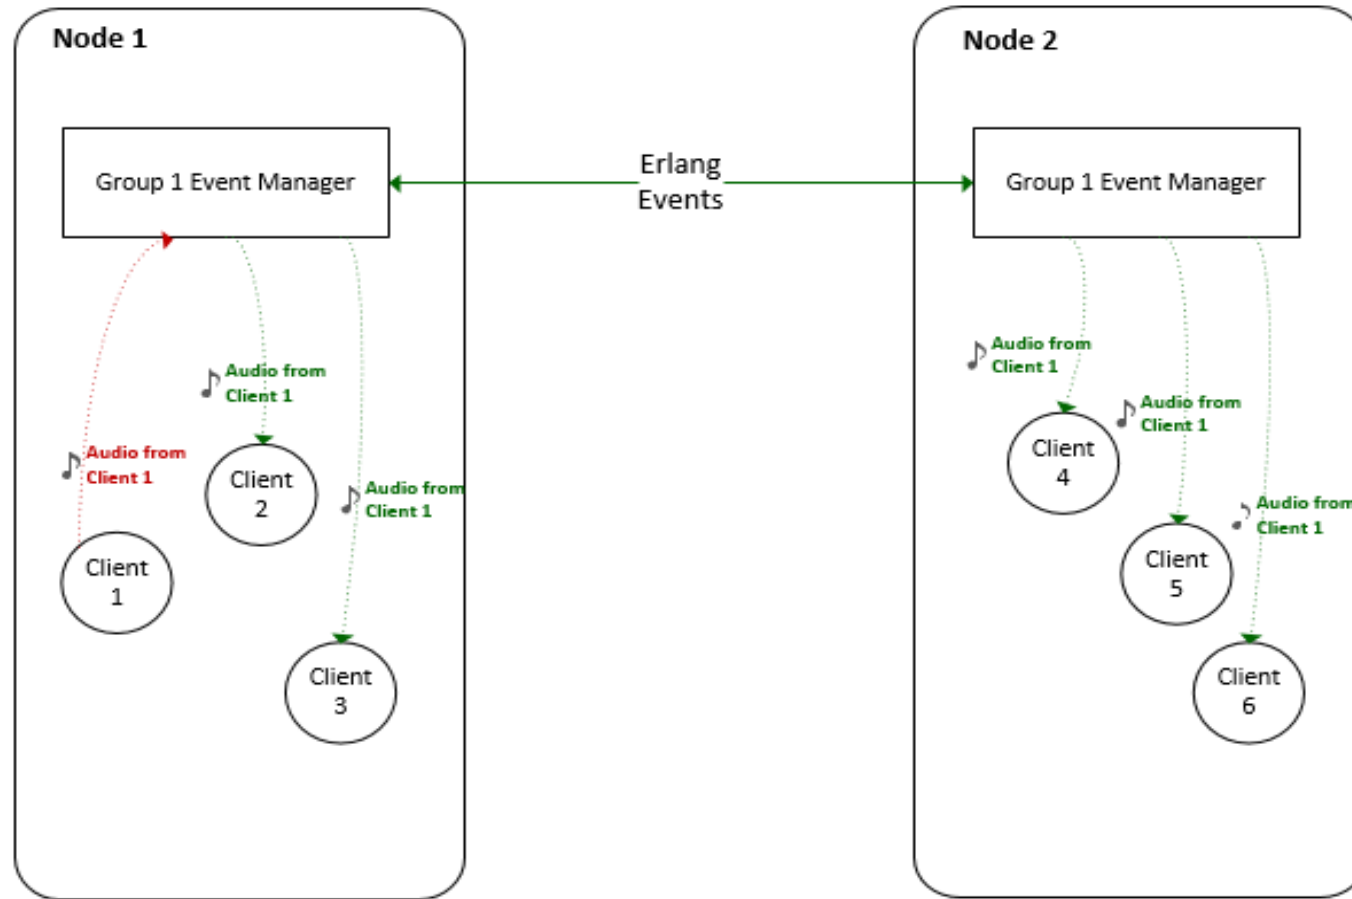 Node 1
Group 1 Event Manager
Audio from
Client 1
Audio from
Client 1
Audio from
Client 1
Client
1
Client
2
Client
3
Erlang
Events
Node 2
Group 1 Event Manager
Audio from
Client 1
Audio from
Client 1
Audio from
Client 1
Client
4
Client
5
Client
6